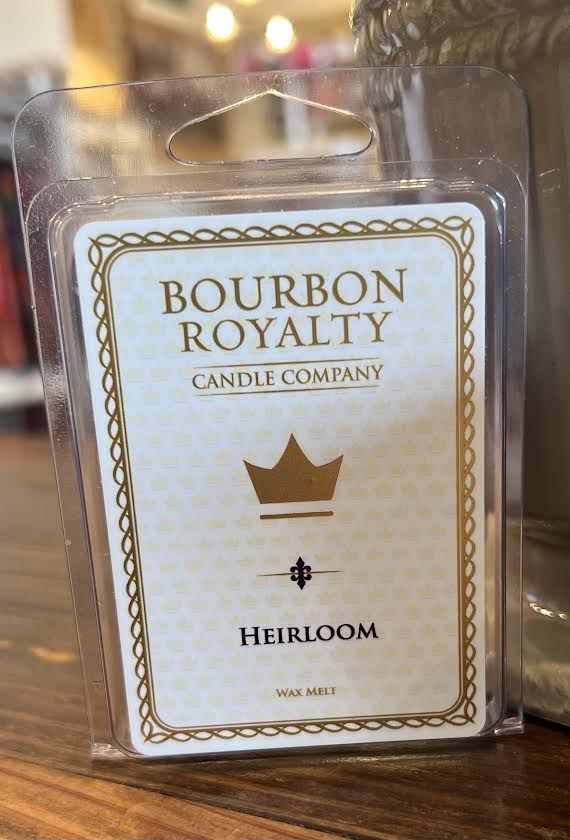 BOURBON
ROYALTY
CANDLE COMPANY
HEIRLOOM
WAX MELT